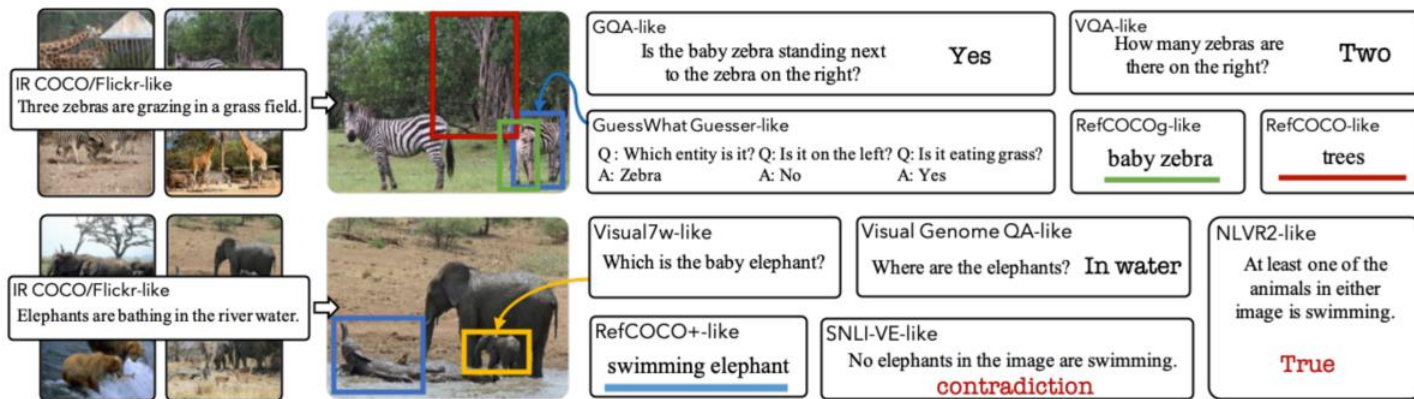 IR COCO/Flickr-like
Three zebras are grazing in a grass field.
GQA-like
Is the baby zebra standing next
to the zebra on the right?
Yes
VQA-like
How many zebras are
there on the right?
Two
GuessWhat Guesser-like
Q : Which entity is it? Q: Is it on the left? Q: Is it eating grass?
A: Zebra A: No A: Yes
RefCOCOg-like
baby zebra
RefCOCO-like
trees
IR COCO/Flickr-like
Elephants are bathing in the river water.
Visual7w-like
Which is the baby elephant?
Visual Genome QA-like
Where are the elephants? In water
NLVR2-like
At least one of the
animals in either
image is swimming.
True
RefCOCO+-like
swimming elephant
SNLI-VE-like
No elephants in the image are swimming.
contradiction